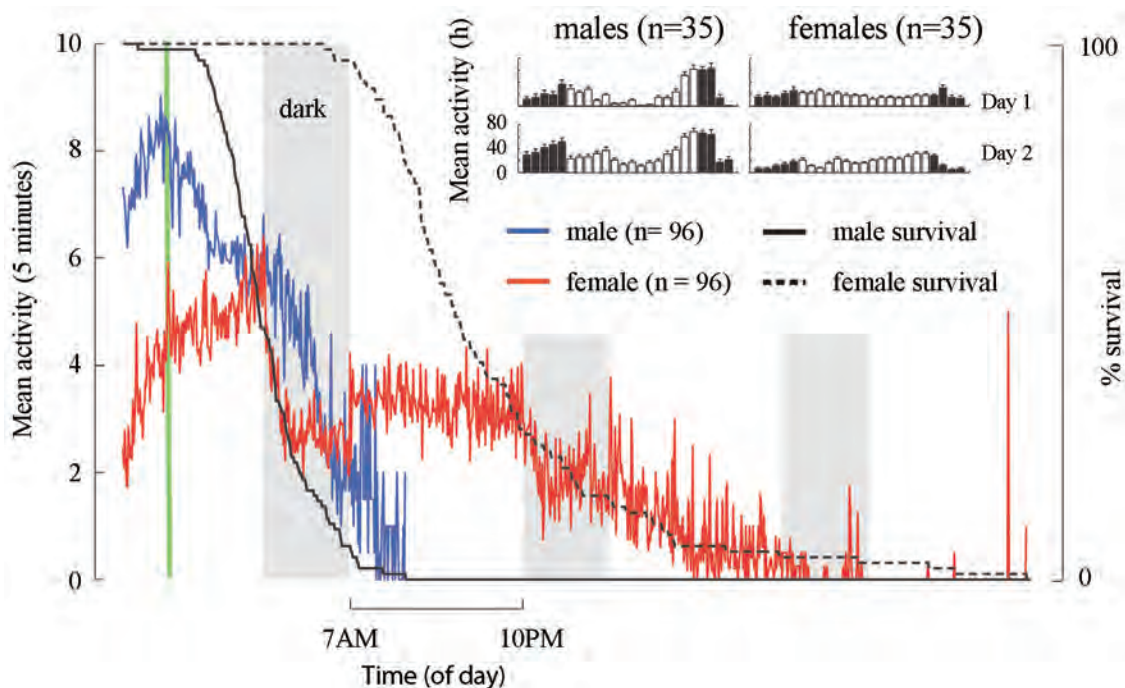 males (n=35) females (n=35)
Mean activity (h)
Day 1
80
40
0
Day 2
Mean activity (5 minutes)
10
8
6
4
2
0
dark
male (n= 96) male survival
female (n = 96) female survival
% survival
100
0
7AM 10PM
Time (of day)